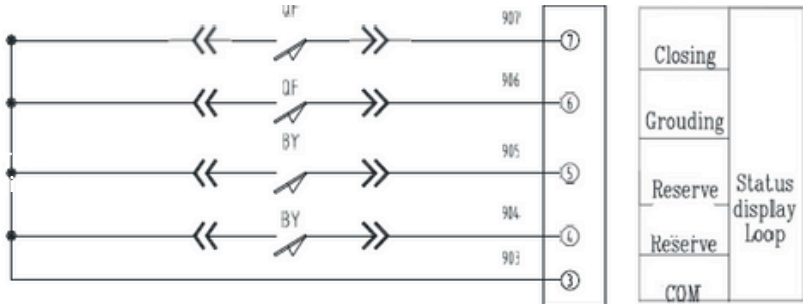 QF 907 7 Closing
QF 906 6 Grouding
BY 905 5 Reserve
BY 904 4 Reserve
903 3 COM
Status
display
Loop